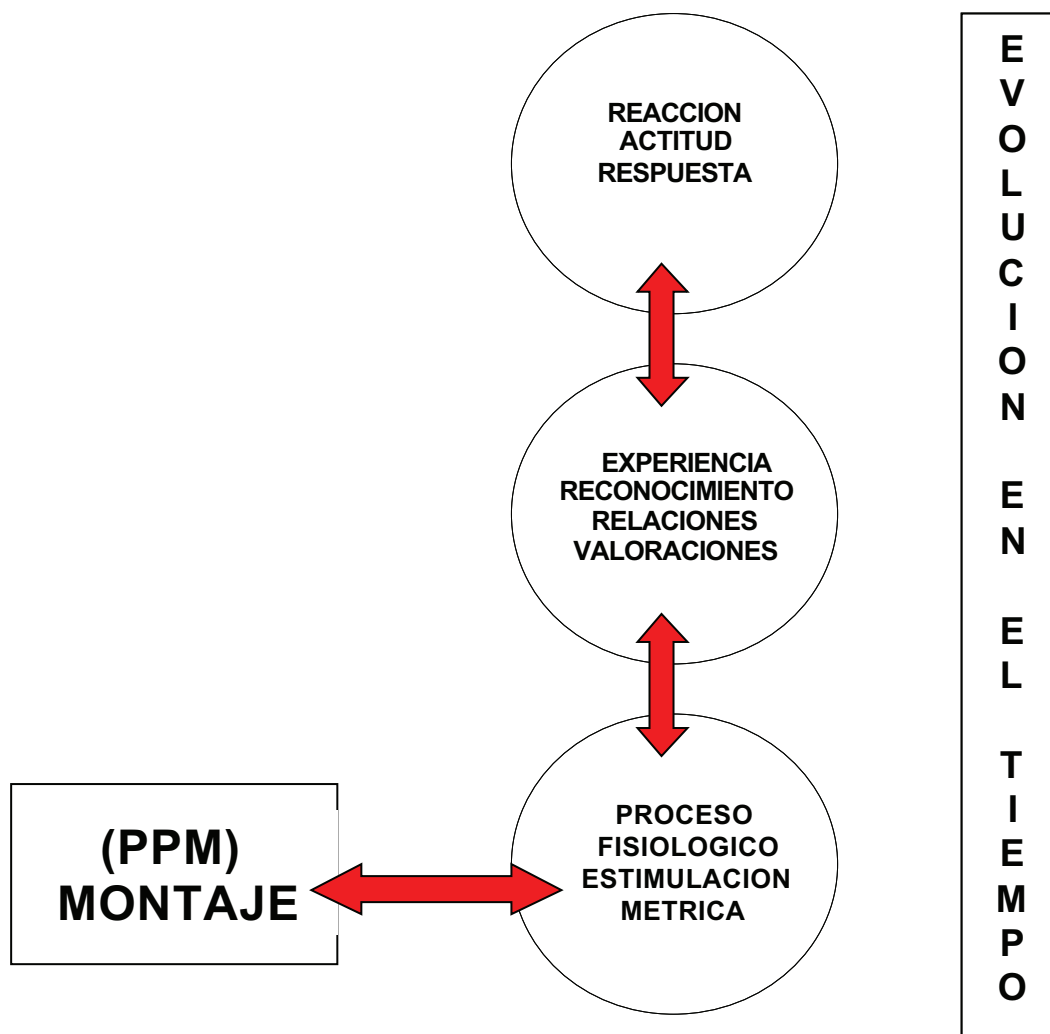 REACCION
ACTITUD
RESPUESTA
EXPERIENCIA
RECONOCIMIENTO
RELACIONES
VALORACIONES
PROCESO
FISIOLOGICO
ESTIMULACION
METRICA
(PPM)
MONTAJE
E
V
O
L
U
C
I
O
N
E
N
E
L
T
I
E
M
P
O